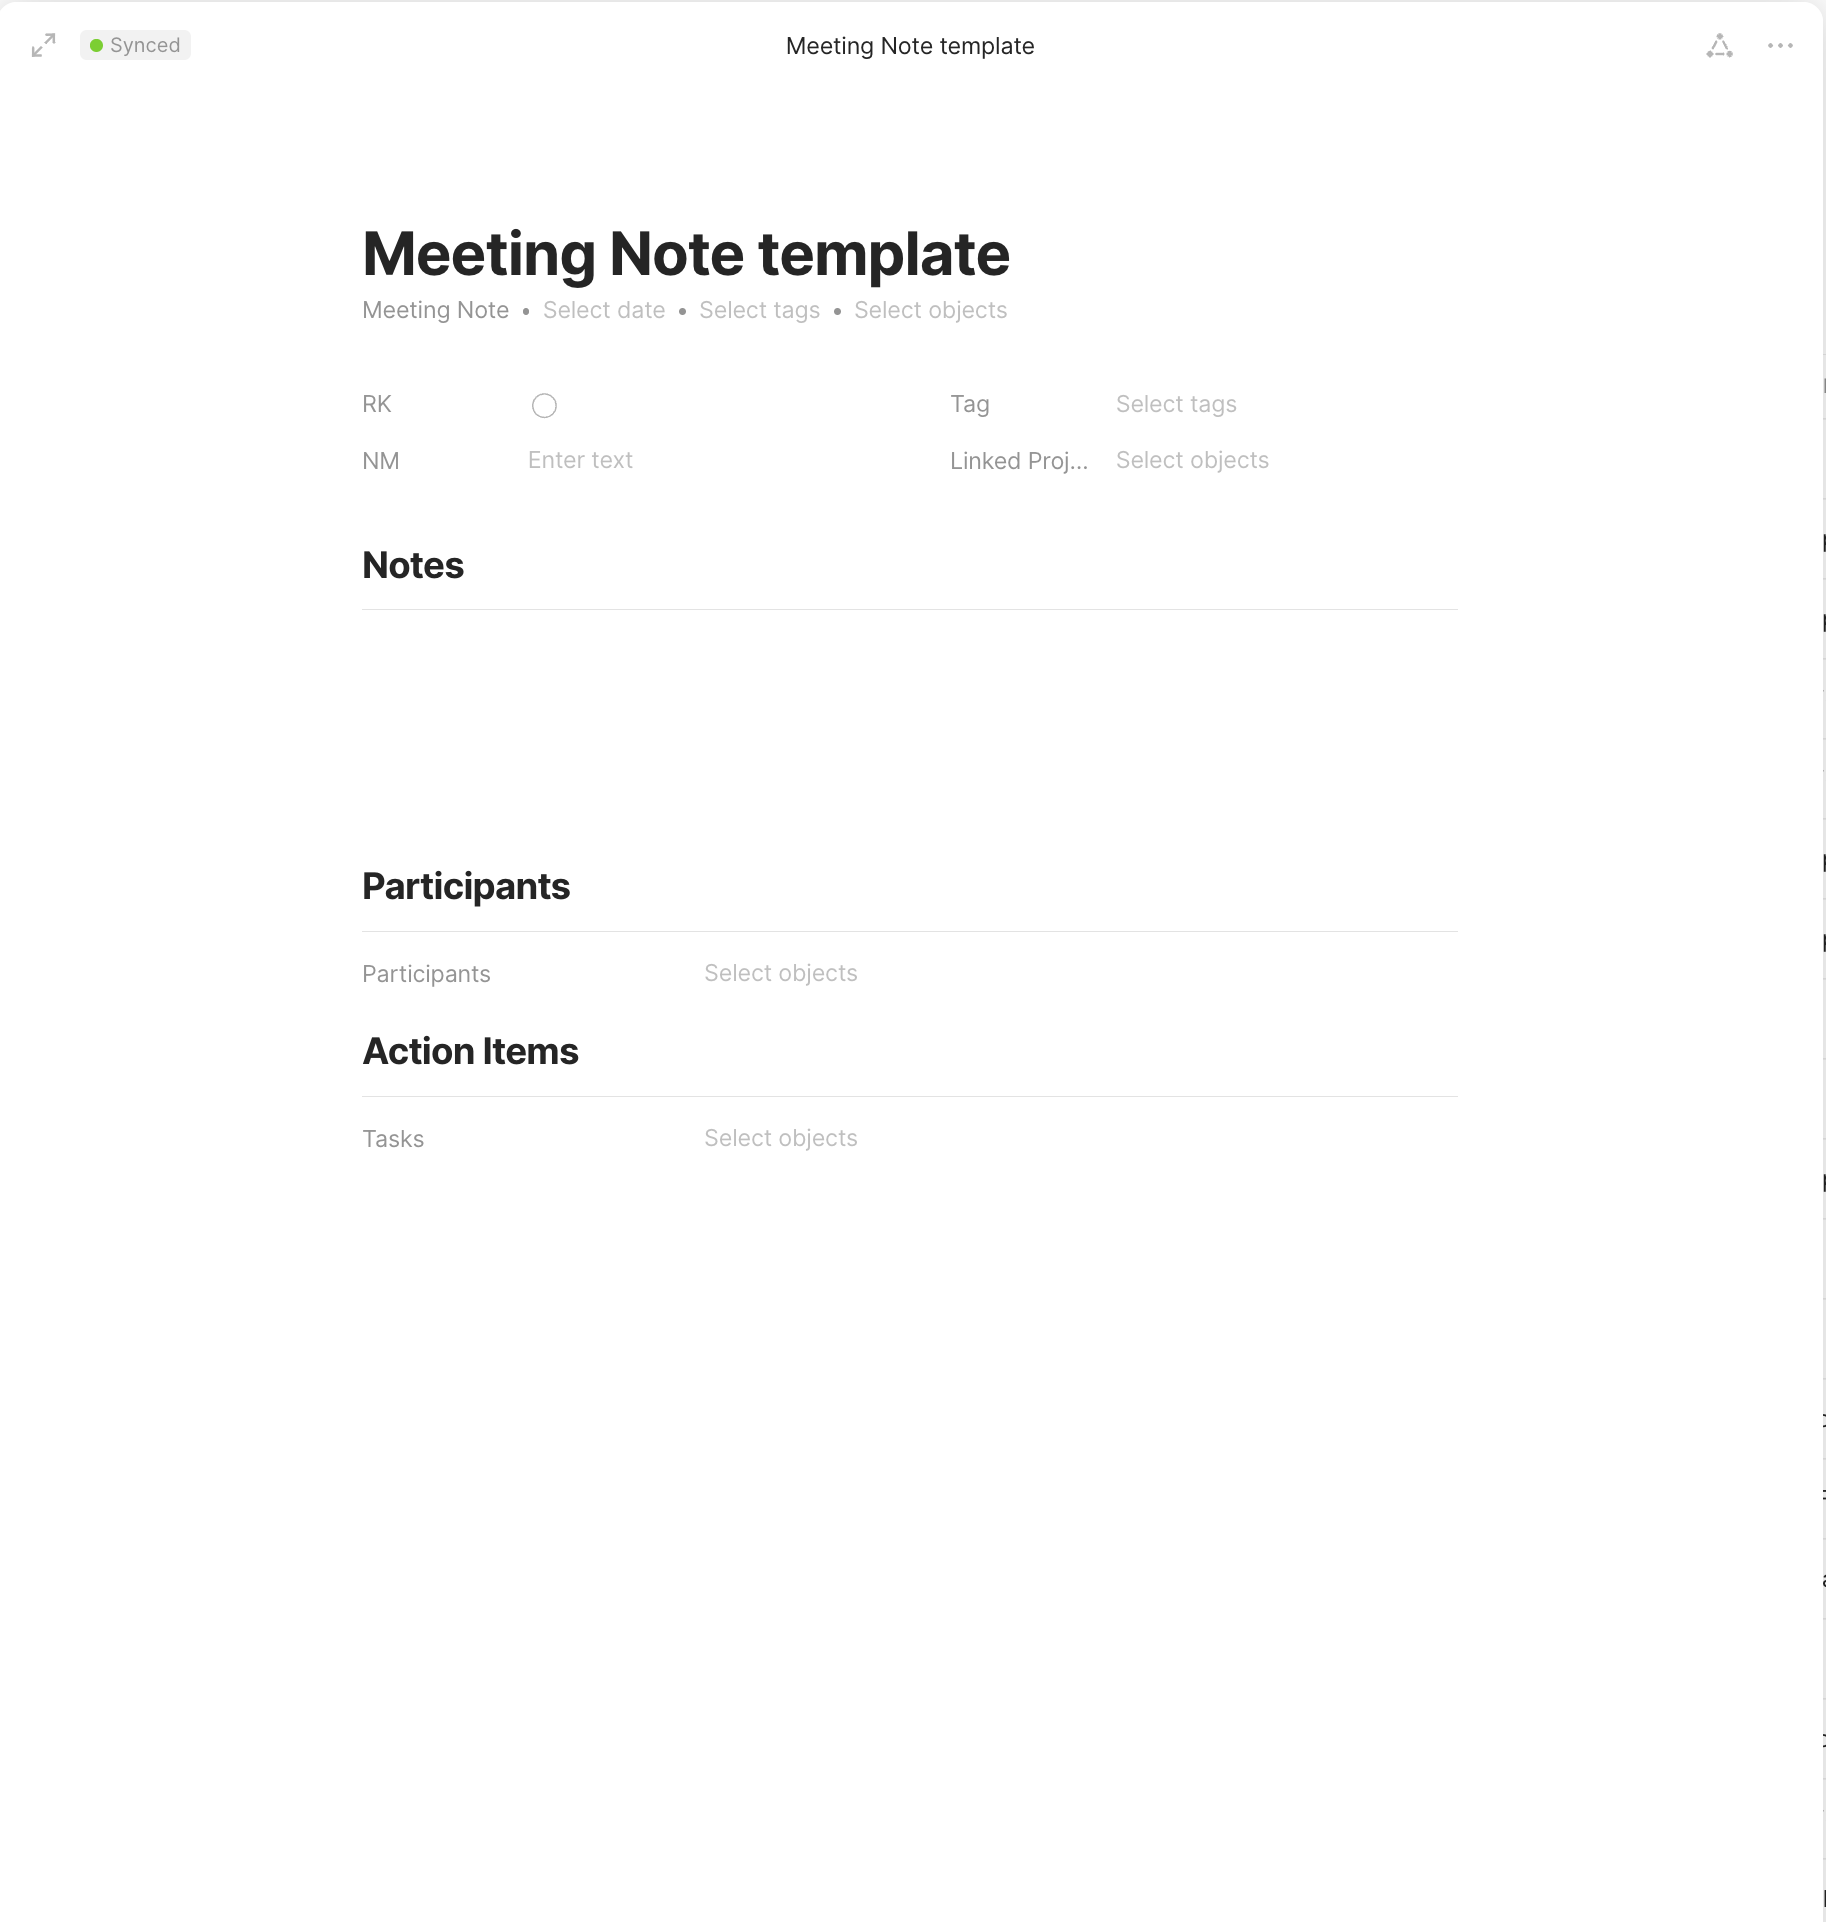 Synced
Meeting Note template
Meeting Note template
Meeting Note • Select date • Select tags • Select objects
RK
Tag Select tags
NM Enter text
Linked Proj... Select objects
Notes
Participants
Participants Select objects
Action Items
Tasks Select objects